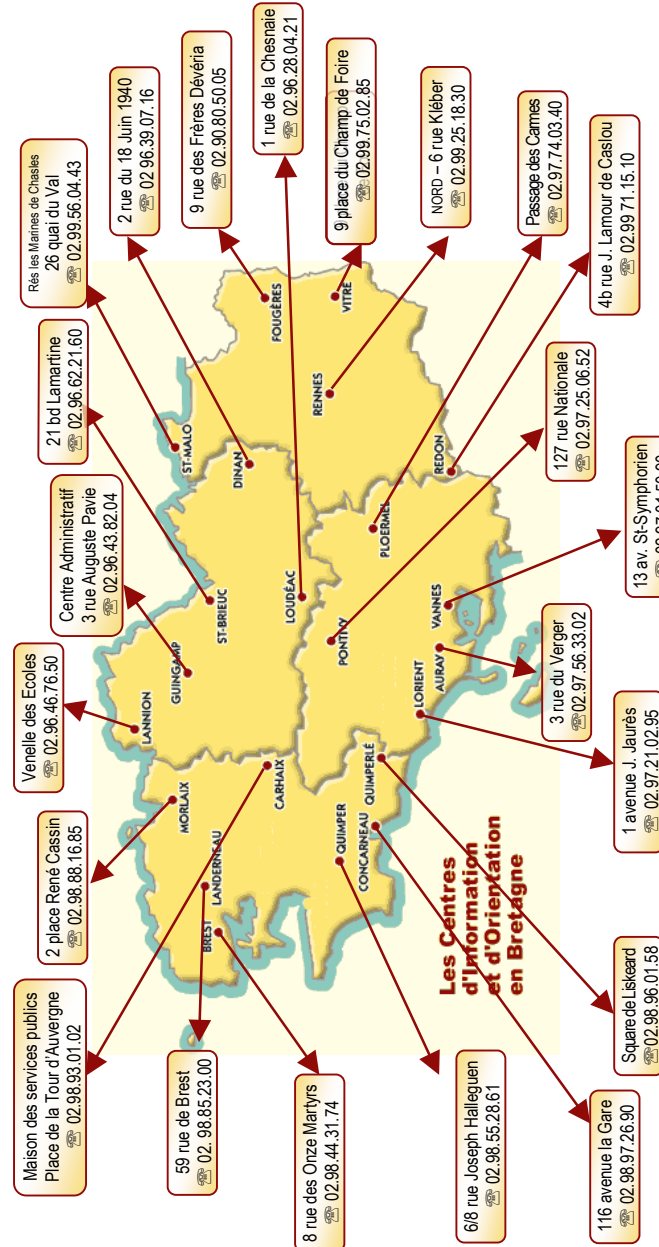 Maison des services publics
Place de la Tour d'Auvergne
02.98.93.01.02
2 place René Cassin
02.98.88.16.85
Venelle des Ecoles
02.96.46.76.50
Centre Administratif
3 rue Auguste Pavie
02.96.43.82.04
21 bd Lamartine
02.96.62.21.60
Rés les Marines de Chasles
26 quai du Val
02.99.56.04.43
2 rue du 18 Juin 1940
02 96.39.07.16
9 rue des Frères Dévéria
02.90.80.50.05
1 rue de la Chesnaie
02.96.28.04.21
9 place du Champ de Foire
02.99.75.02.85
NORD – 6 rue Kléber
02.99.25.18.30
Passage des Carmes
02.97.74.03.40
4b rue J. Lamour de Caslou
02.99 71.15.10
127 rue Nationale
02.97.25.06.52
13 av. St-Symphorien
3 rue du Verger
02.97.56.33.02
1 avenue J. Jaurès
02.97.21.02.95
Square de Liskeard
02.98.96.01.58
116 avenue la Gare
02.98.97.26.90
6/8 rue Joseph Halleguen
02.98.55.28.61
8 rue des Onze Martyrs
02.98.44.31.74
59 rue de Brest
02. 98.85.23.00
LANNION
MORLAIX
GUINGAMP
ST-BRIEUC
ST-MALO
DINAN
FOUGÈRES
BREST
LANDERNEAU
CARHAIX
LOUDÉAC
PONTIVY
RENNES
VITRÉ
QUIMPER
CONCARNEAU
QUIMPERLÉ
LORIENT
AURAY
VANNES
PLOERMEL
REDON
Les Centres
d'Information
et d'Orientation
en Bretagne